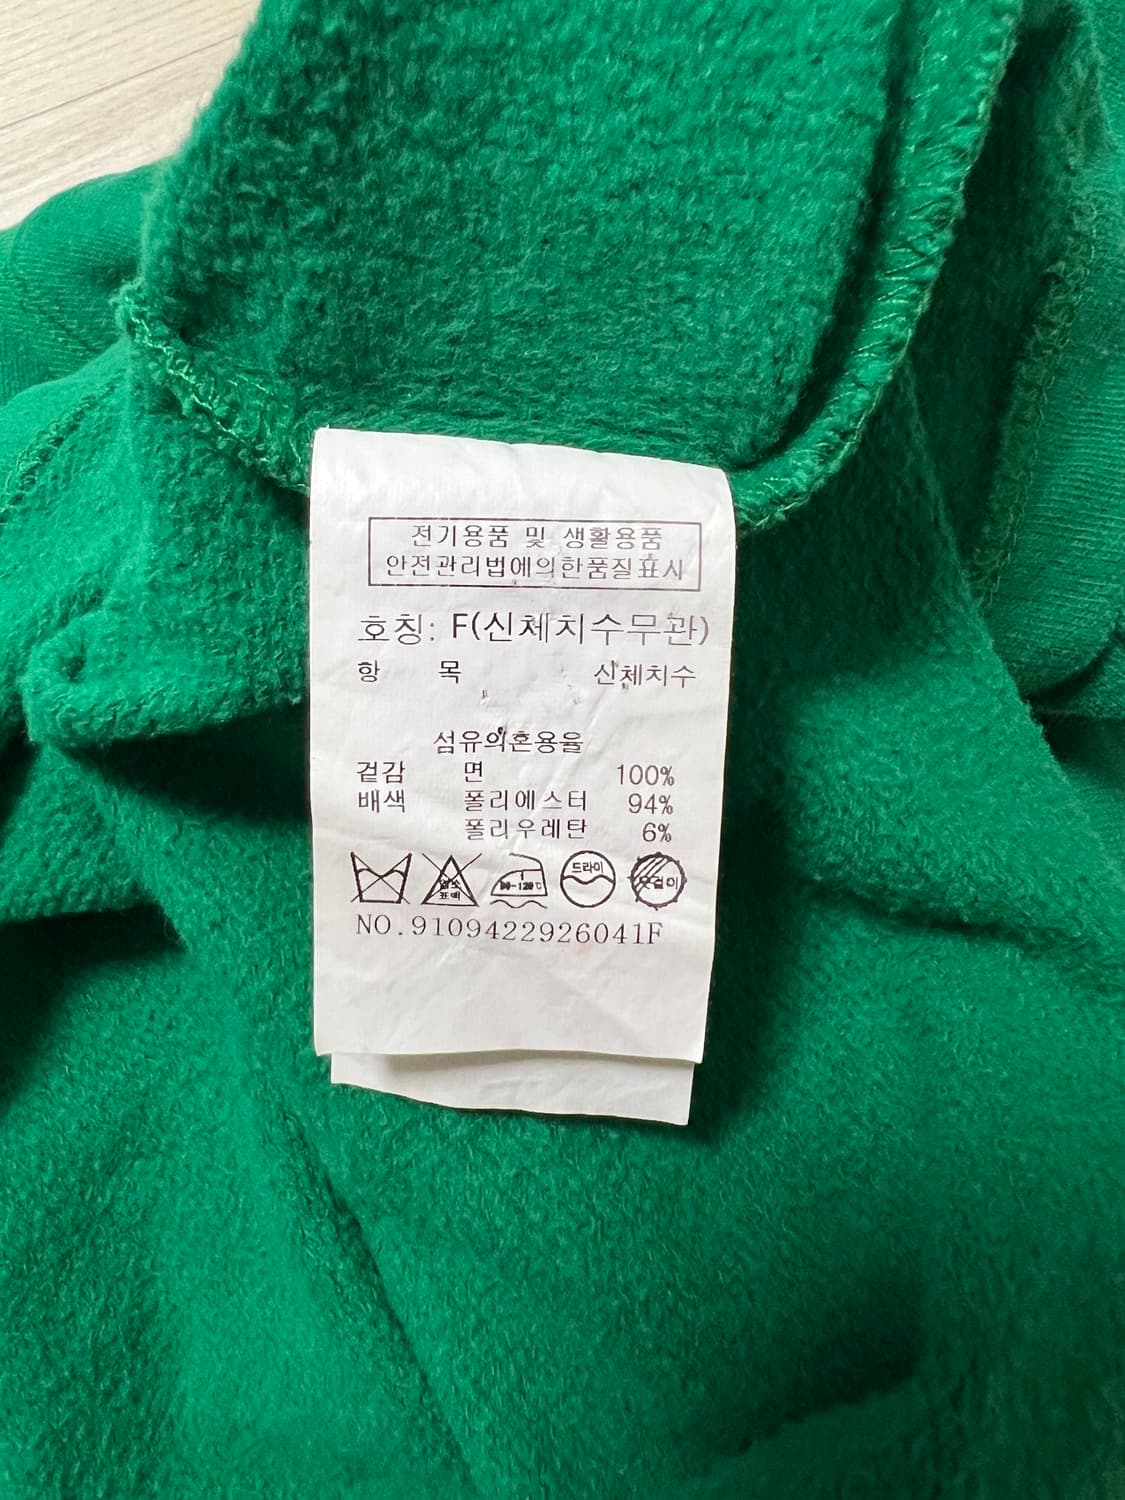 전기용품 및 생활용품
안전관리법에의한품질표시
호칭: F(신체치수무관)
항 목 신체치수
섬유의혼용율
겉감 면 100%
배색 폴리에스터 94%
폴리우레탄 6%
드라이
NO.9109422926041F